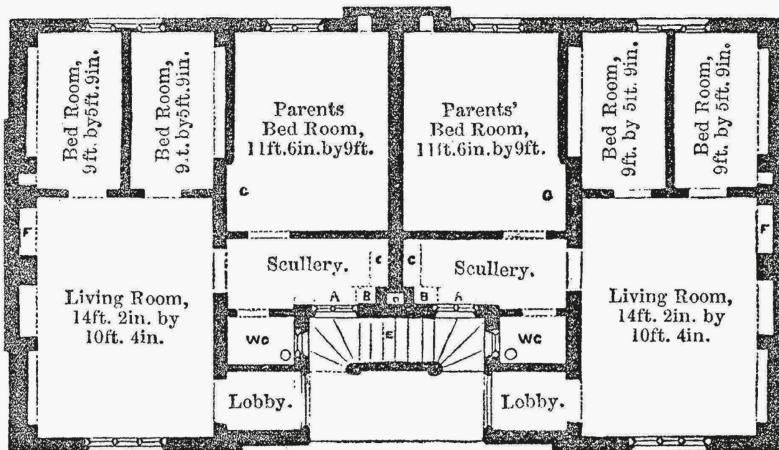 Bed Room,
9ft. by 5ft. 9in.
Bed Room,
9.t. by 5ft. 9in.
Parents
Bed Room,
11ft. 6in. by 9ft.
G
Parents'
Bed Room,
11ft. 6in. by 9ft.
G
Bed Room,
9ft. by 5ft. 9in.
Bed Room,
9ft. by 5ft. 9in.
F
Living Room,
14ft. 2in. by
10ft. 4in.
Scullery.
C
C
Scullery.
A
B
D
B
A
E
WC
WC
Lobby.
Lobby.
Living Room,
14ft. 2in. by
10ft. 4in.
F